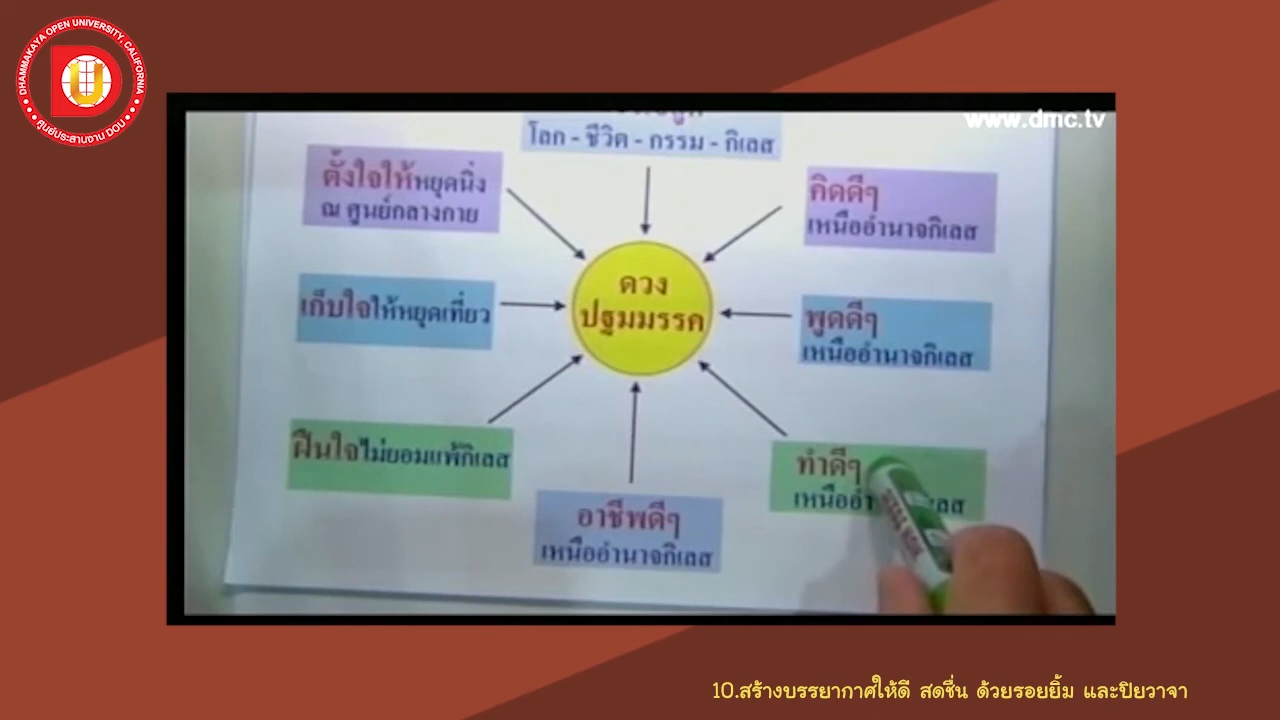 DHAMMAKAYA OPEN UNIVERSITY, CALIFORNIA
ศูนย์ประสานงาน DOU
www.dmc.tv
โลก - ชีวิต - กรรม - กิเลส
ตั้งใจให้หยุดนิ่ง
ณ ศูนย์กลางกาย
คิดดีๆ
เหนืออำนาจกิเลส
ดวง
ปฐมมรรค
เก็บใจให้หยุดเที่ยว
พูดดีๆ
เหนืออำนาจกิเลส
ฝืนใจไม่ยอมแพ้กิเลส
ทำดีๆ
อาชีพดีๆ
เหนืออำนาจกิเลส
10.สร้างบรรยากาศให้ดี สดชื่น ด้วยรอยยิ้ม และปิยวาจา